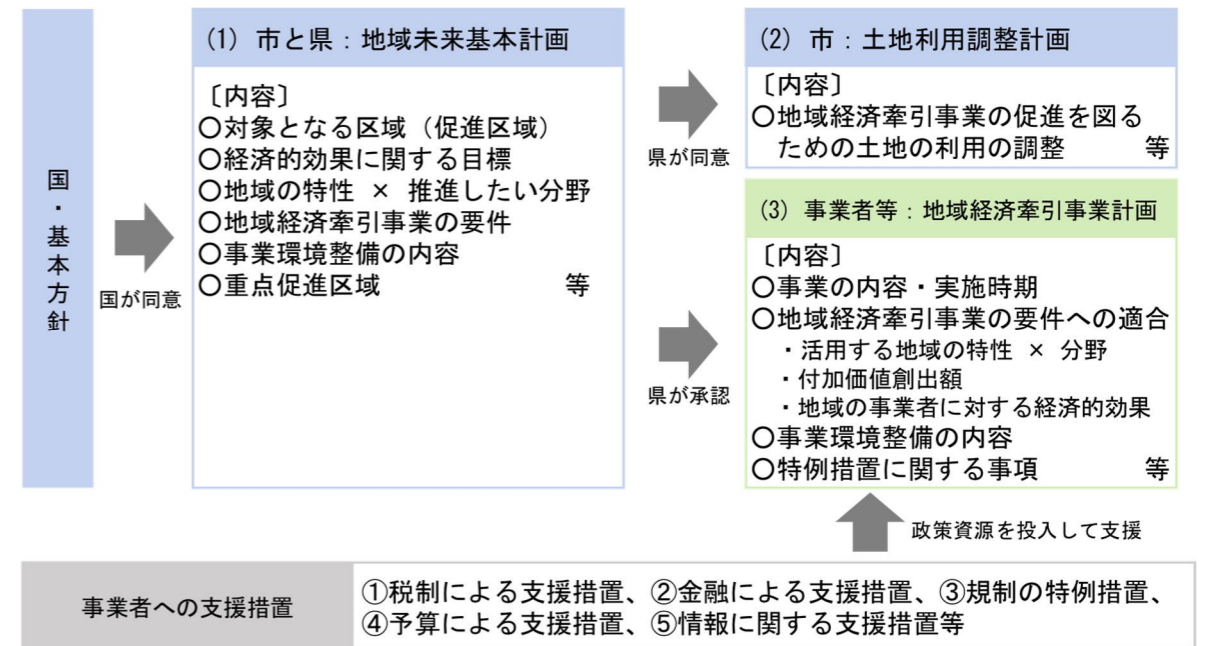 国・基本方針
国が同意
(1) 市と県：地域未来基本計画
〔内容〕
〇対象となる区域（促進区域）
〇経済的効果に関する目標
〇地域の特性 × 推進したい分野
〇地域経済牽引事業の要件
〇事業環境整備の内容
〇重点促進区域 等
県が同意
(2) 市：土地利用調整計画
〔内容〕
〇地域経済牽引事業の促進を図る
ための土地の利用の調整 等
県が承認
(3) 事業者等：地域経済牽引事業計画
〔内容〕
〇事業の内容・実施時期
〇地域経済牽引事業の要件への適合
・活用する地域の特性 × 分野
・付加価値創出額
・地域の事業者に対する経済的効果
〇事業環境整備の内容
〇特例措置に関する事項 等
政策資源を投入して支援
事業者への支援措置
①税制による支援措置、②金融による支援措置、③規制の特例措置、
④予算による支援措置、⑤情報に関する支援措置等